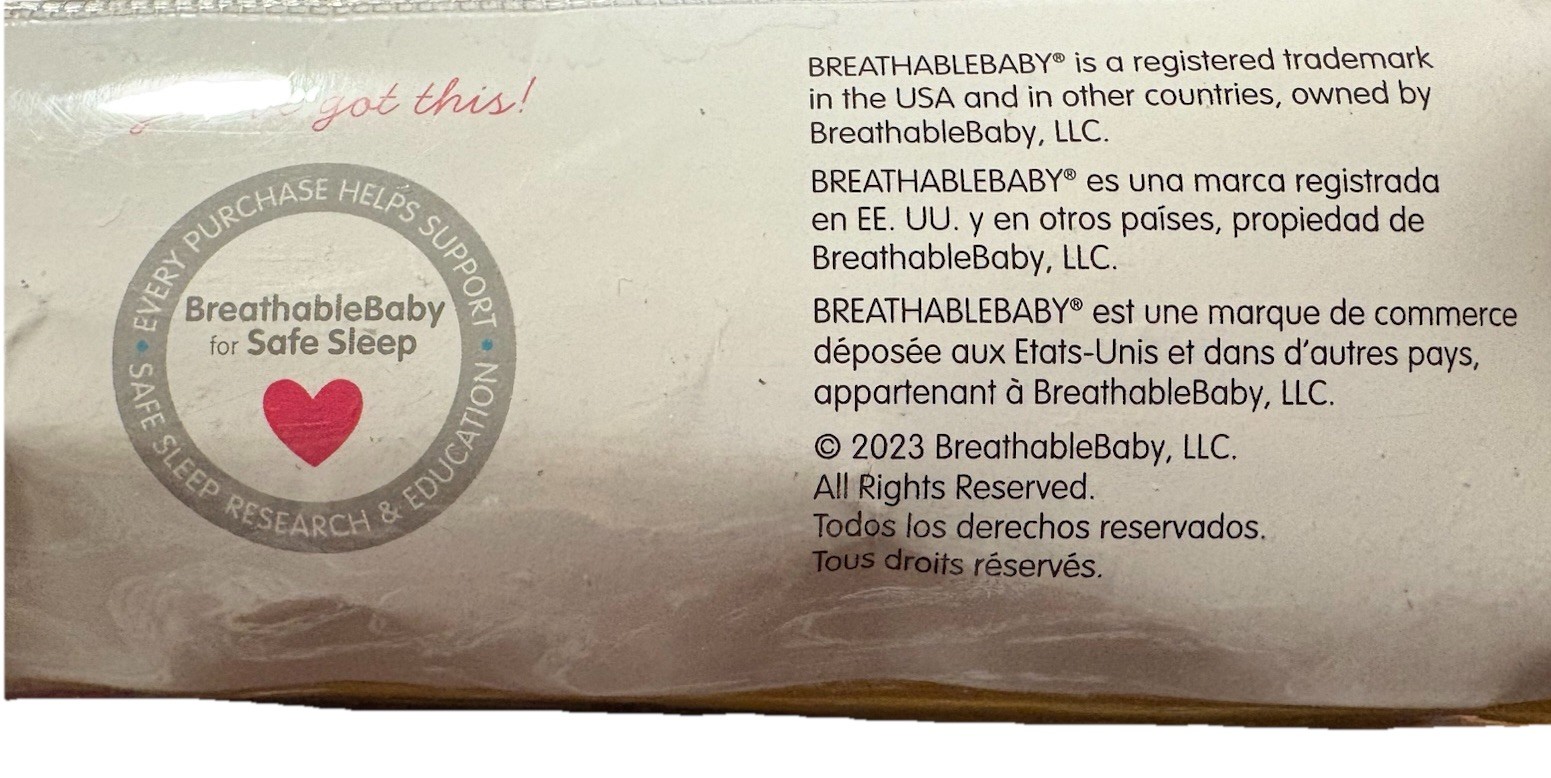 got this!
EVERY PURCHASE HELPS SUPPORT
BreathableBaby
for Safe Sleep
SAFE SLEEP RESEARCH & EDUCATION
BREATHABLEBABY® is a registered trademark
in the USA and in other countries, owned by
BreathableBaby, LLC.
BREATHABLEBABY® es una marca registrada
en EE. UU. y en otros países, propiedad de
BreathableBaby, LLC.
BREATHABLEBABY® est une marque de commerce
déposée aux Etats-Unis et dans d’autres pays,
appartenant à BreathableBaby, LLC.
© 2023 BreathableBaby, LLC.
All Rights Reserved.
Todos los derechos reservados.
Tous droits réservés.